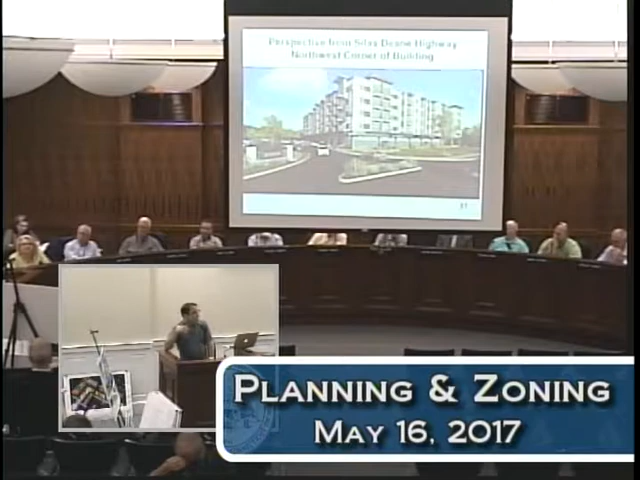 Perspective from Silas Deane Highway
Northwest Corner of Building
PLANNING & ZONING
MAY 16, 2017